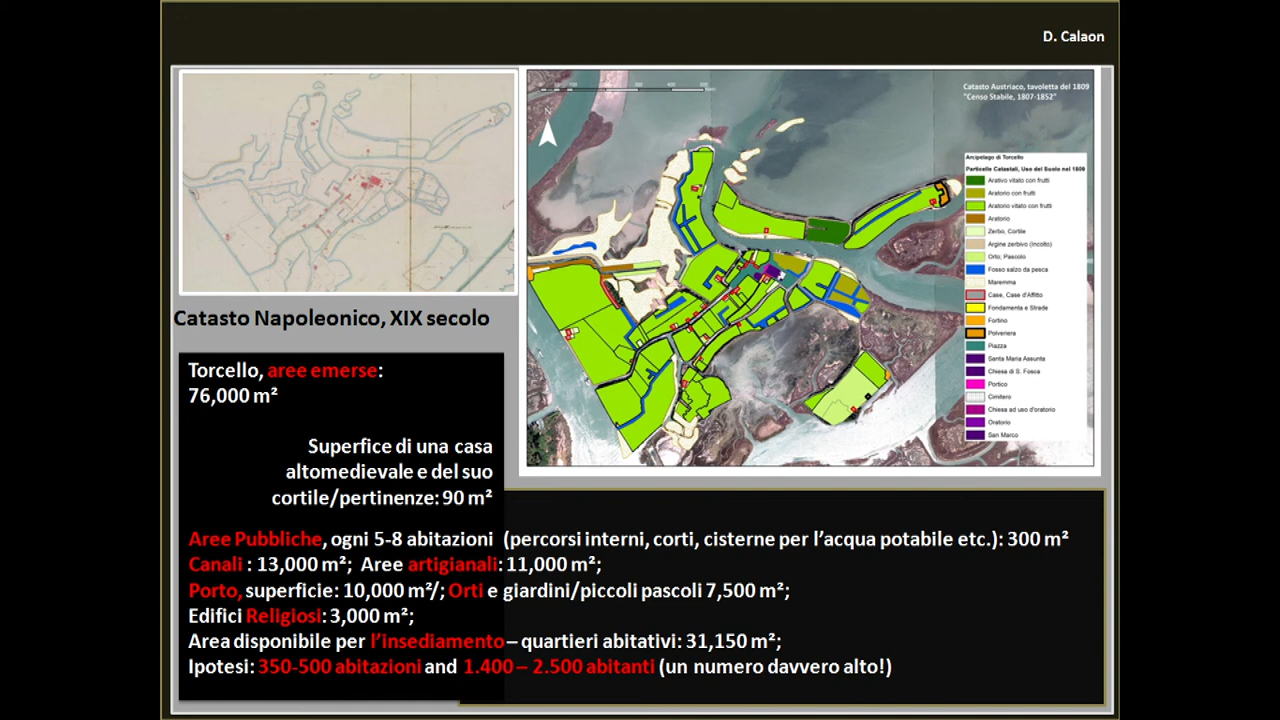 D. Calaon
Catasto Austriaco, tavoletta del 1809
"Censo Stabile, 1807-1852"
N
Arcipelago di Torcello
Particelle Catastali, Uso del Suolo nel 1809
Arativo vitato con frutti
Aratorio con frutti
Aratorio vitato con frutti
Aratorio
Zerbo, Cortile
Argine zerbivo (Incolto)
Orto; Pascolo
Fosso salzo da pesca
Maremma
Case, Case d'Affitto
Fondamenta e Strade
Fortino
Polveriera
Piazza
Santa Maria Assunta
Chiesa di S. Fosca
Portico
Cimitero
Chiesa ad uso d'oratorio
Oratorio
San Marco
Catasto Napoleonico, XIX secolo
Torcello, aree emerse:
76,000 m²
Superfice di una casa
altomedievale e del suo
cortile/pertinenze: 90 m²
Aree Pubbliche, ogni 5-8 abitazioni (percorsi interni, corti, cisterne per l'acqua potabile etc.): 300 m²
Canali : 13,000 m²; Aree artigianali: 11,000 m²;
Porto, superficie: 10,000 m²/; Orti e giardini/piccoli pascoli 7,500 m²;
Edifici Religiosi: 3,000 m²;
Area disponibile per l'insediamento – quartieri abitativi: 31,150 m²;
Ipotesi: 350-500 abitazioni and 1.400 – 2.500 abitanti (un numero davvero alto!)